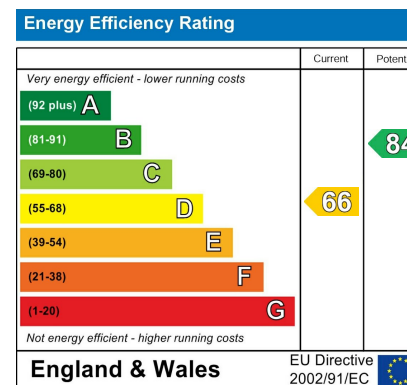 Energy Efficiency Rating
Current Potent
Very energy efficient - lower running costs
(92 plus) A
(81-91) B
84
(69-80) C
(55-68) D
66
(39-54) E
(21-38) F
(1-20) G
Not energy efficient - higher running costs
England & Wales
EU Directive
2002/91/EC